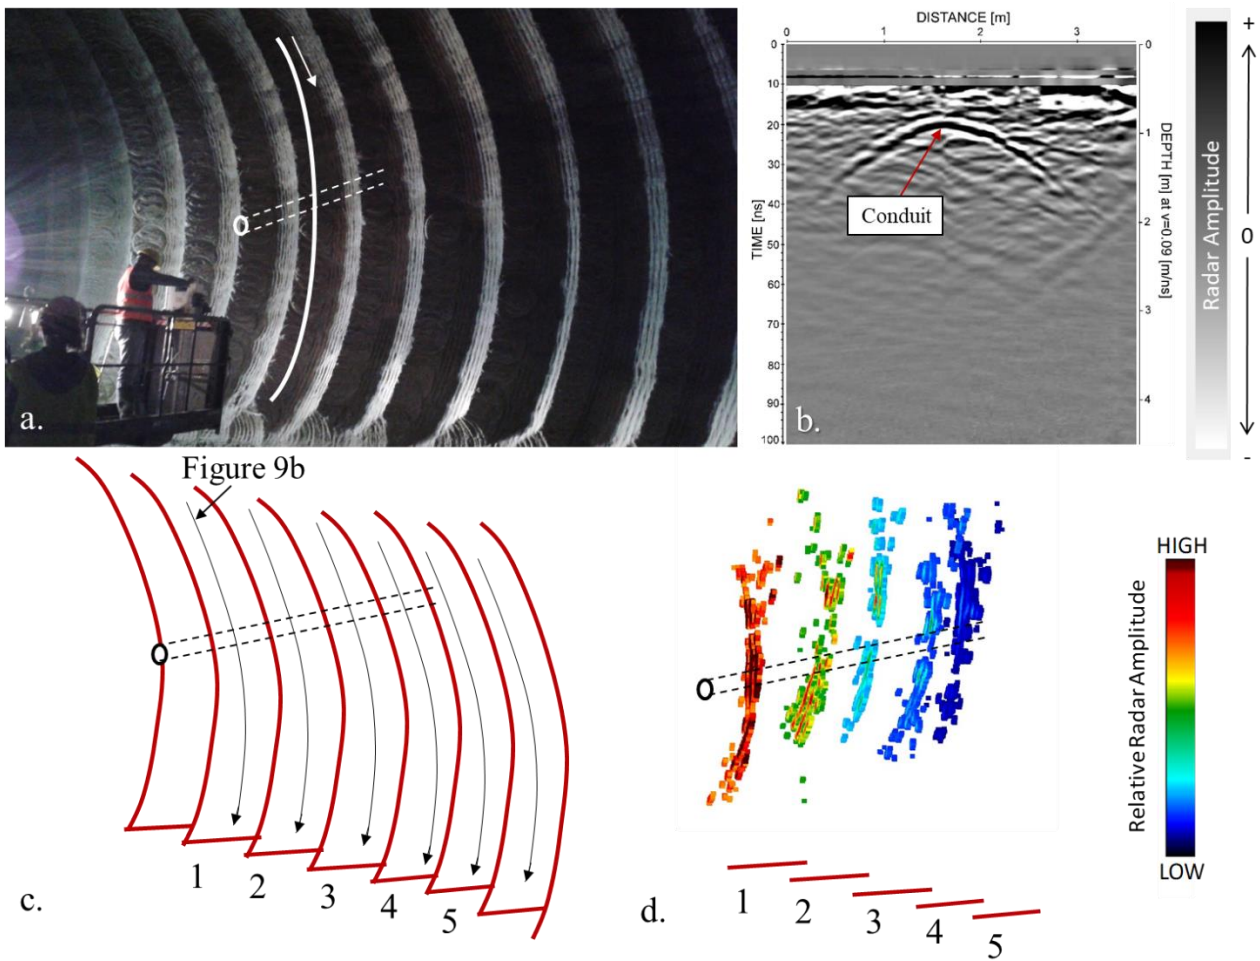 a.
DISTANCE [m]
0 1 2 3
TIME [ns]
0
10
20
30
40
50
60
70
80
90
100
Conduit
b.
0
1
2
3
4
DEPTH [m] at v=0.09 [m/ns]
Radar Amplitude
+
0
-
Figure 9b
1 2 3 4 5
c.
1 2 3 4 5
d.
HIGH
Relative Radar Amplitude
LOW